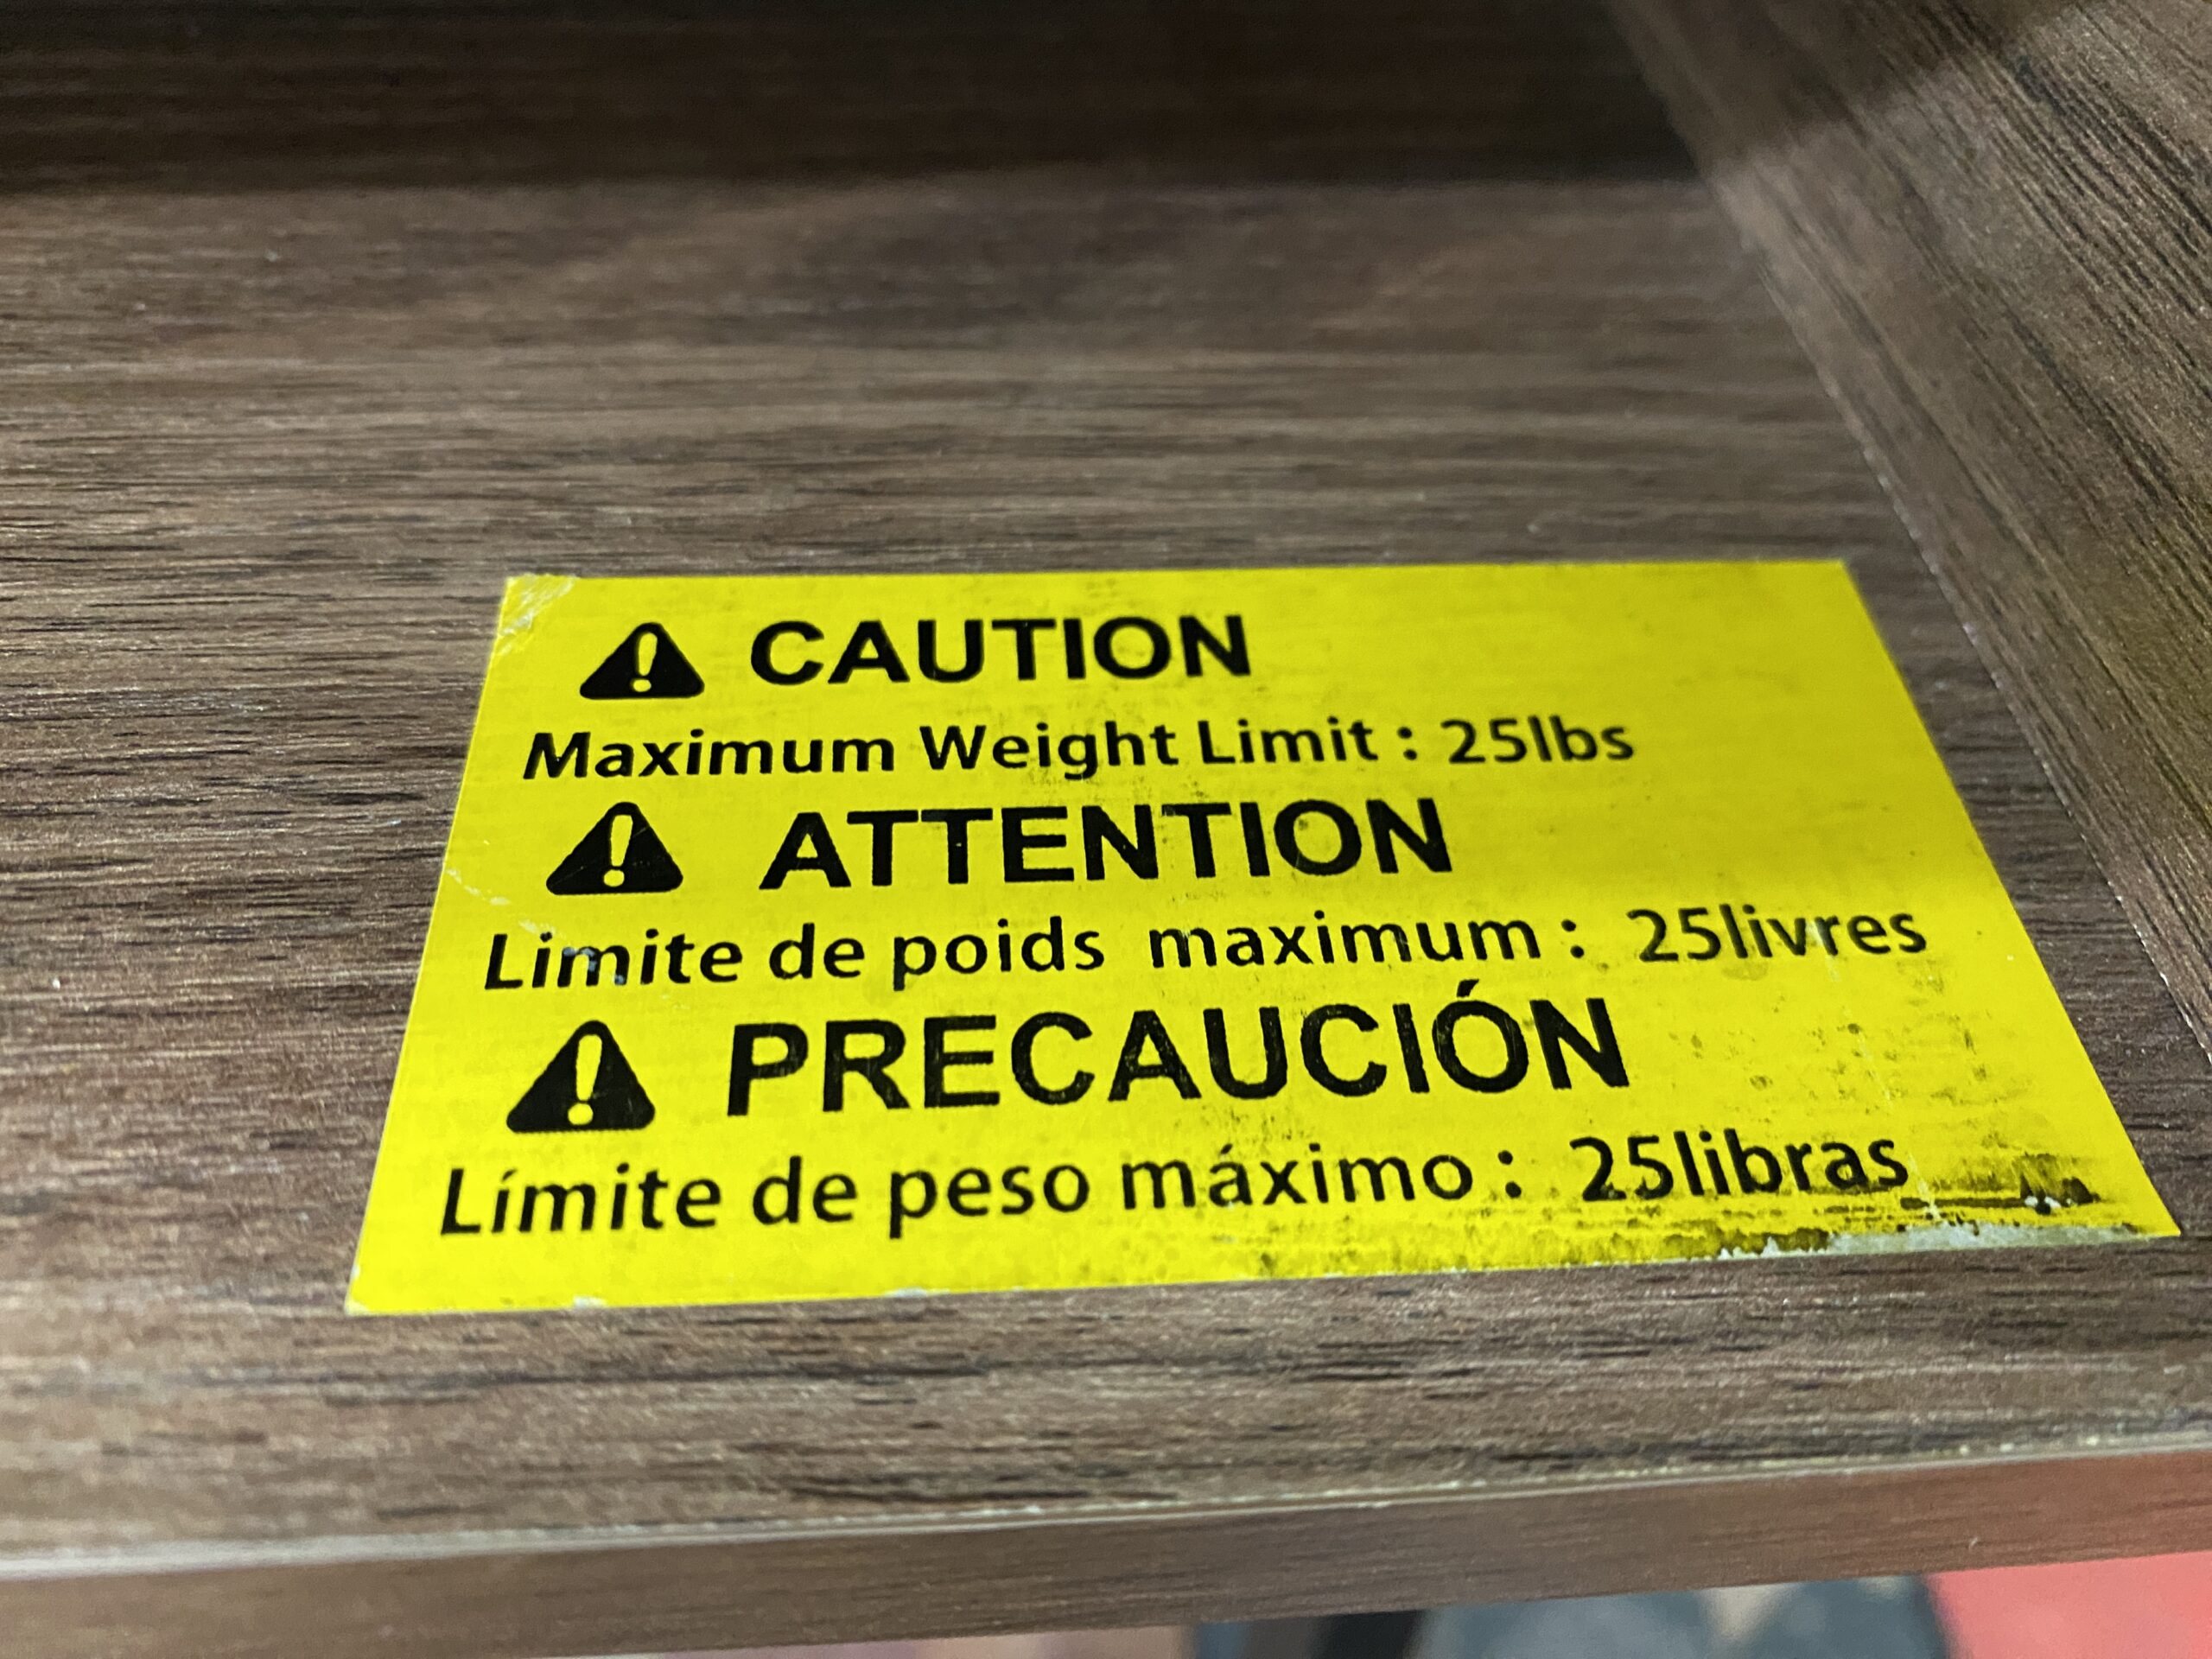 CAUTION
Maximum Weight Limit : 25lbs
ATTENTION
Limite de poids maximum : 25livres
PRECAUCIÓN
Límite de peso máximo : 25libras